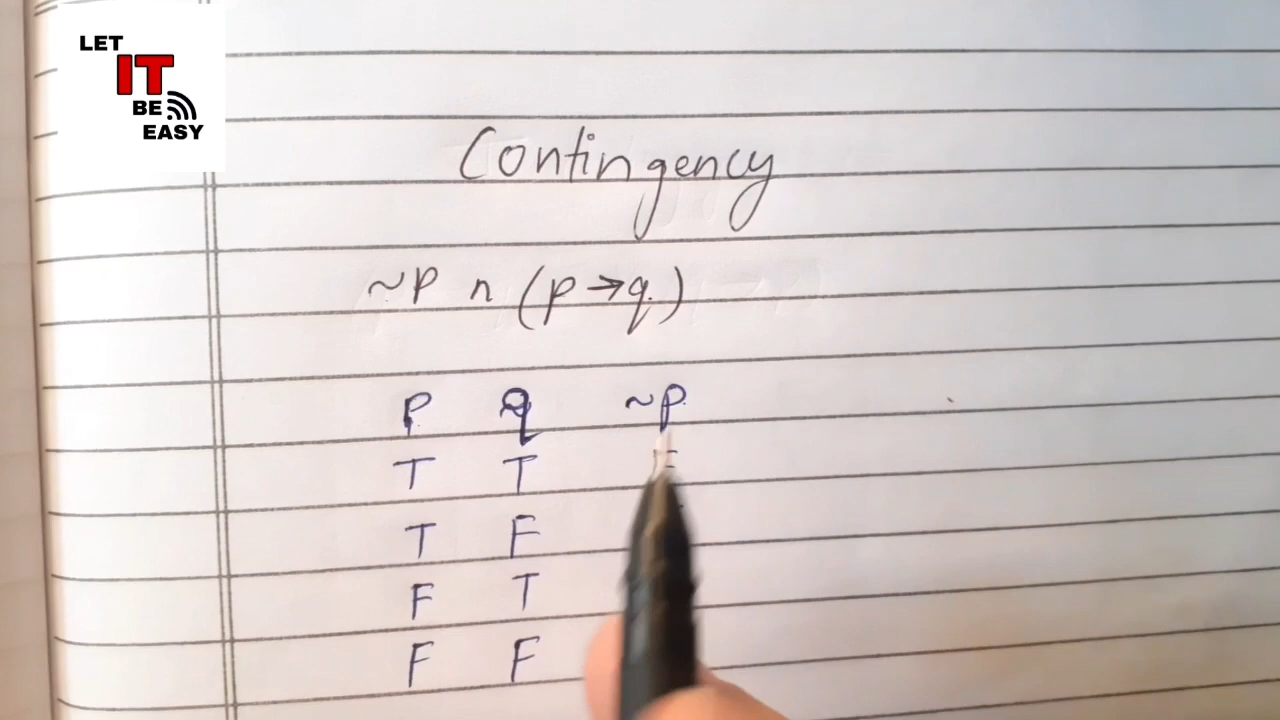 LET
IT
BE
EASY
Contingency
~p n (p→q)
p q ~p
T T F
T F
F T
F F